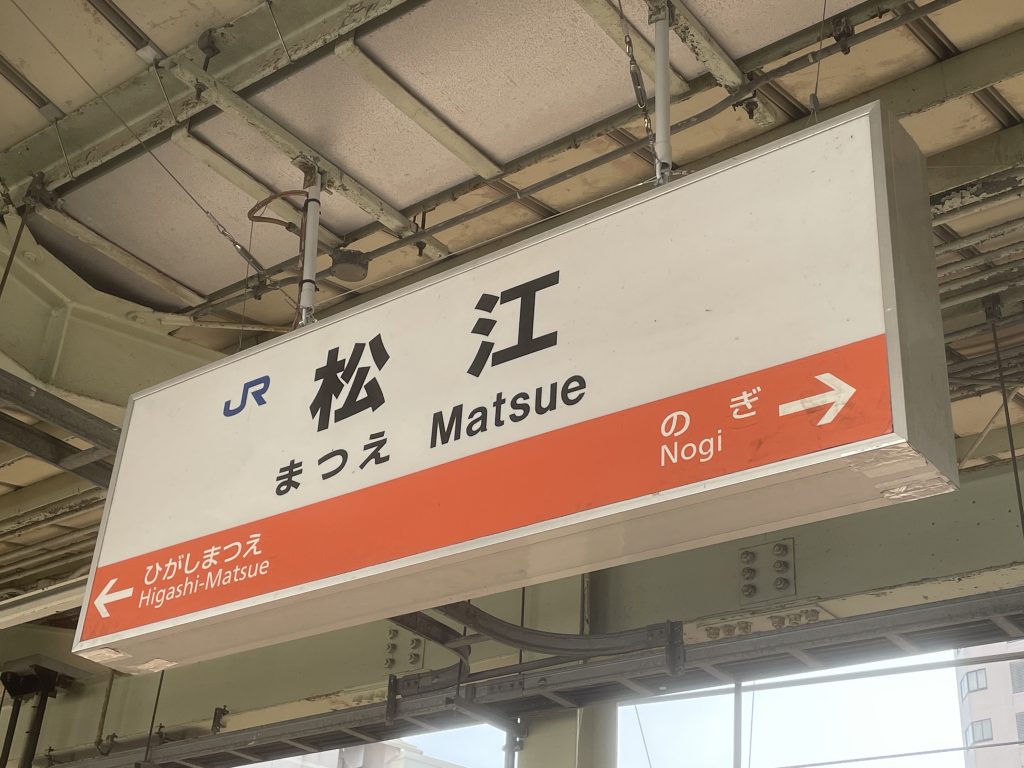 JR 松江
まつえ Matsue
のぎ →
Nogi
ひがしまつえ
← Higashi-Matsue